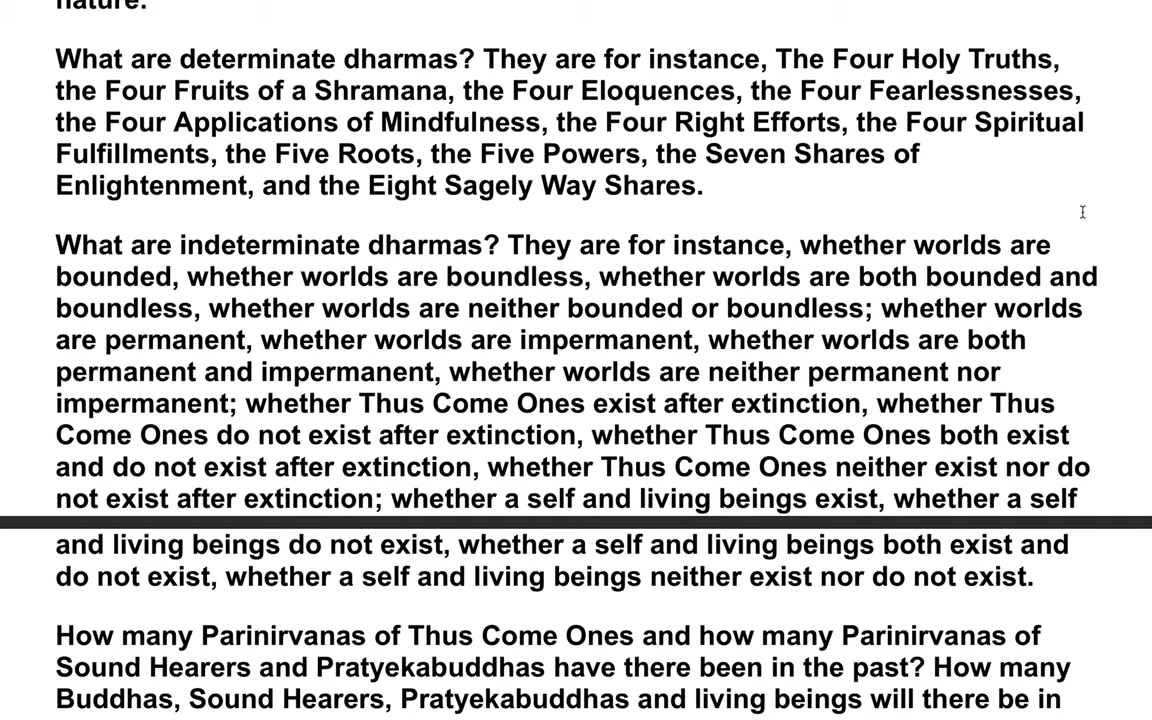 nature.
What are determinate dharmas? They are for instance, The Four Holy Truths,
the Four Fruits of a Shramana, the Four Eloquences, the Four Fearlessnesses,
the Four Applications of Mindfulness, the Four Right Efforts, the Four Spiritual
Fulfillments, the Five Roots, the Five Powers, the Seven Shares of
Enlightenment, and the Eight Sagely Way Shares.
What are indeterminate dharmas? They are for instance, whether worlds are
bounded, whether worlds are boundless, whether worlds are both bounded and
boundless, whether worlds are neither bounded or boundless; whether worlds
are permanent, whether worlds are impermanent, whether worlds are both
permanent and impermanent, whether worlds are neither permanent nor
impermanent; whether Thus Come Ones exist after extinction, whether Thus
Come Ones do not exist after extinction, whether Thus Come Ones both exist
and do not exist after extinction, whether Thus Come Ones neither exist nor do
not exist after extinction; whether a self and living beings exist, whether a self
and living beings do not exist, whether a self and living beings both exist and
do not exist, whether a self and living beings neither exist nor do not exist.
How many Parinirvanas of Thus Come Ones and how many Parinirvanas of
Sound Hearers and Pratyekabuddhas have there been in the past? How many
Buddhas, Sound Hearers, Pratyekabuddhas and living beings will there be in